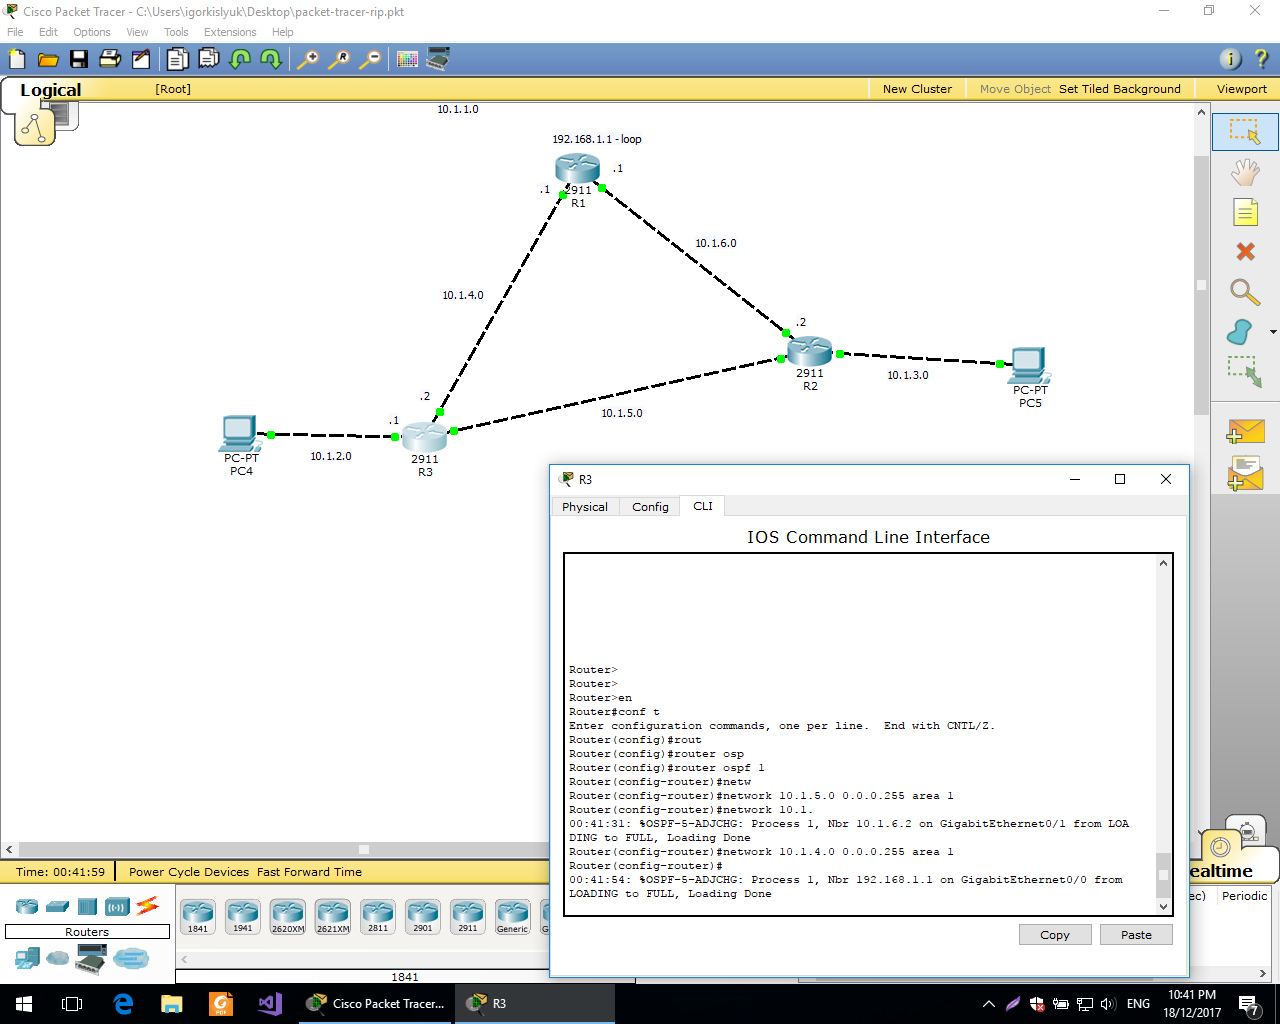 Cisco Packet Tracer - C:\Users\igorkislyuk\Desktop\packet-tracer-rip.pkt
File Edit Options View Tools Extensions Help
Logical [Root] New Cluster Move Object Set Tiled Background Viewport
10.1.1.0
192.168.1.1 - loop
.1
.1
2911
R1
10.1.6.0
10.1.4.0
.2
2911
R2
10.1.3.0
PC-PT
PC5
.2
.1
10.1.5.0
PC-PT
PC4
10.1.2.0
2911
R3
R3
Physical Config CLI
IOS Command Line Interface
Router>
Router>
Router>en
Router#conf t
Enter configuration commands, one per line.  End with CNTL/Z.
Router(config)#rout
Router(config)#router osp
Router(config)#router ospf 1
Router(config-router)#netw
Router(config-router)#network 10.1.5.0 0.0.0.255 area 1
Router(config-router)#network 10.1.
00:41:31: %OSPF-5-ADJCHG: Process 1, Nbr 10.1.6.2 on GigabitEthernet0/1 from LOA
DING to FULL, Loading Done
Router(config-router)#network 10.1.4.0 0.0.0.255 area 1
Router(config-router)#
00:41:54: %OSPF-5-ADJCHG: Process 1, Nbr 192.168.1.1 on GigabitEthernet0/0 from
LOADING to FULL, Loading Done
Copy Paste
Time: 00:41:59 Power Cycle Devices Fast Forward Time
ealtime
ec) Periodic
Routers
1841 1941 2620XM 2621XM 2811 2901 2911 Generic G
1841
Cisco Packet Tracer... R3
ENG
10:41 PM
18/12/2017
7